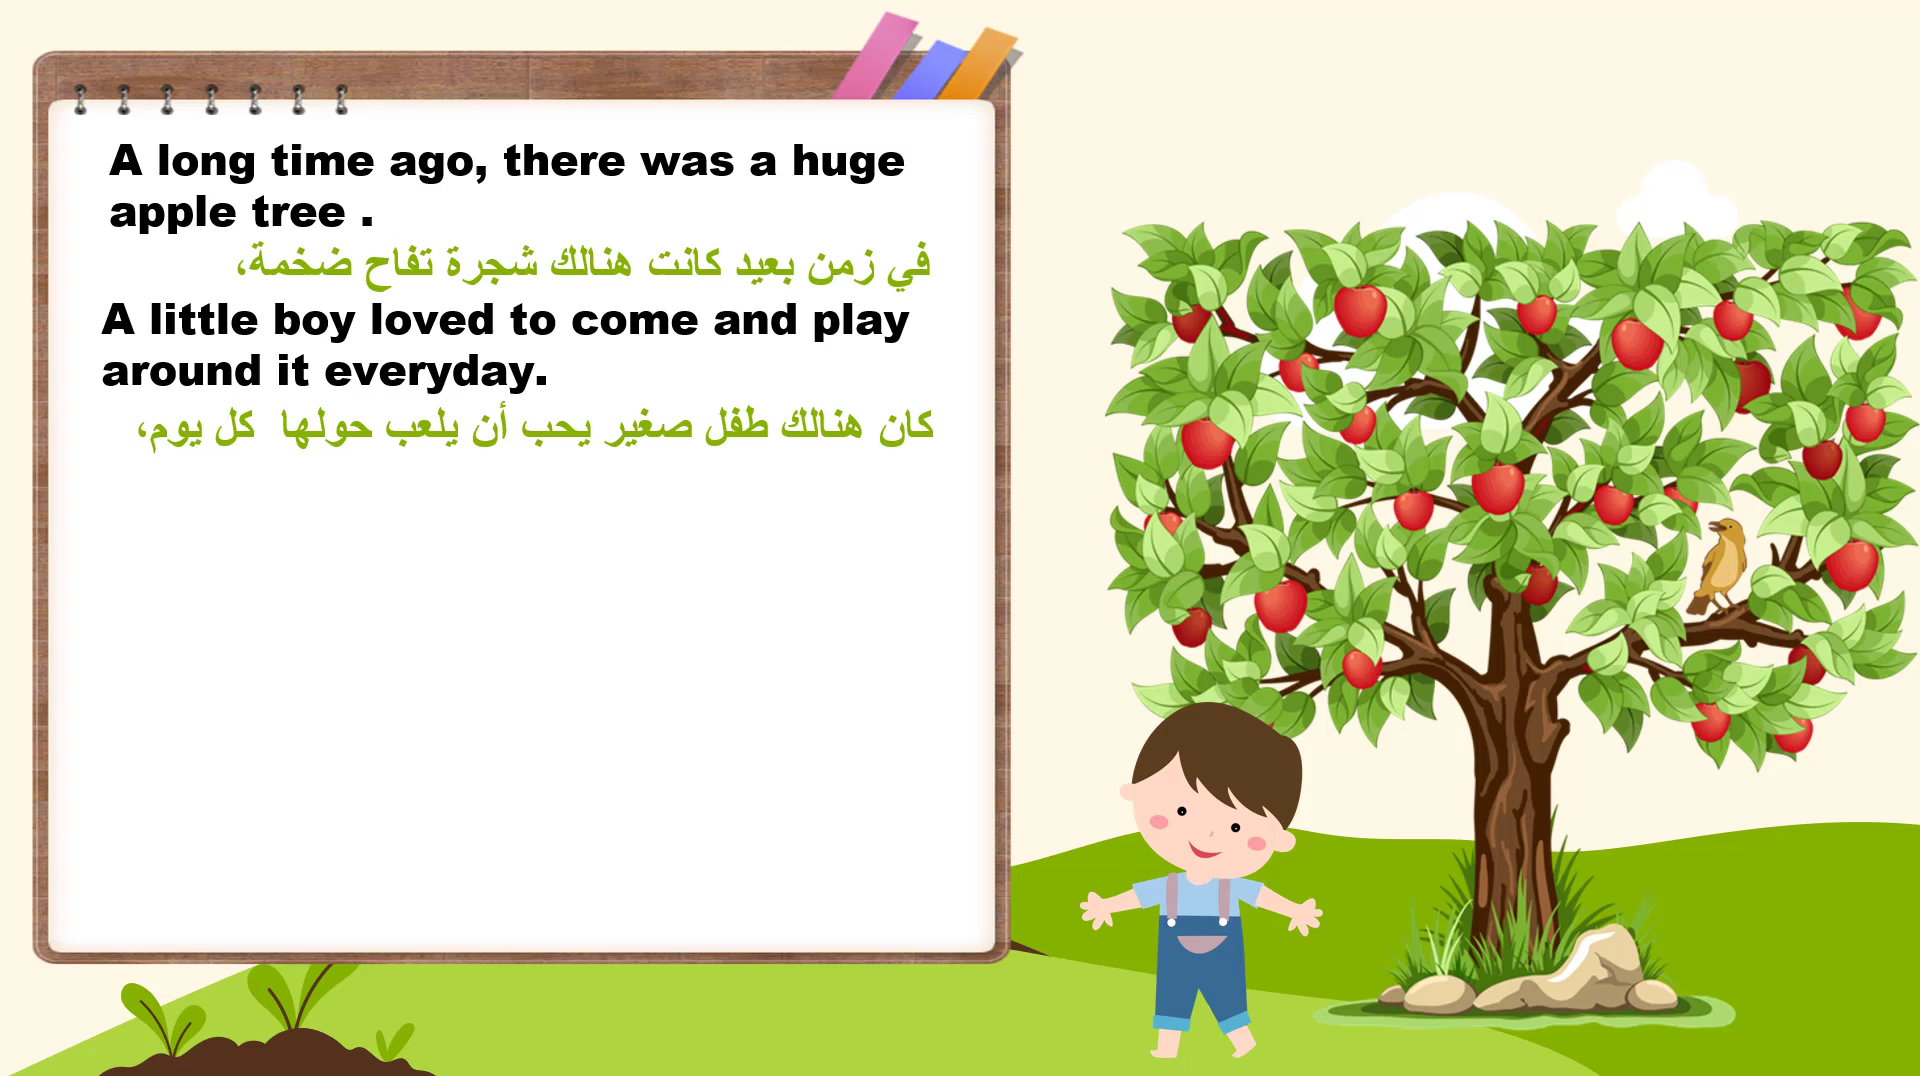 A long time ago, there was a huge
apple tree .
في زمن بعيد كانت هنالك شجرة تفاح ضخمة،
A little boy loved to come and play
around it everyday.
كان هنالك طفل صغير يحب أن يلعب حولها  كل يوم،